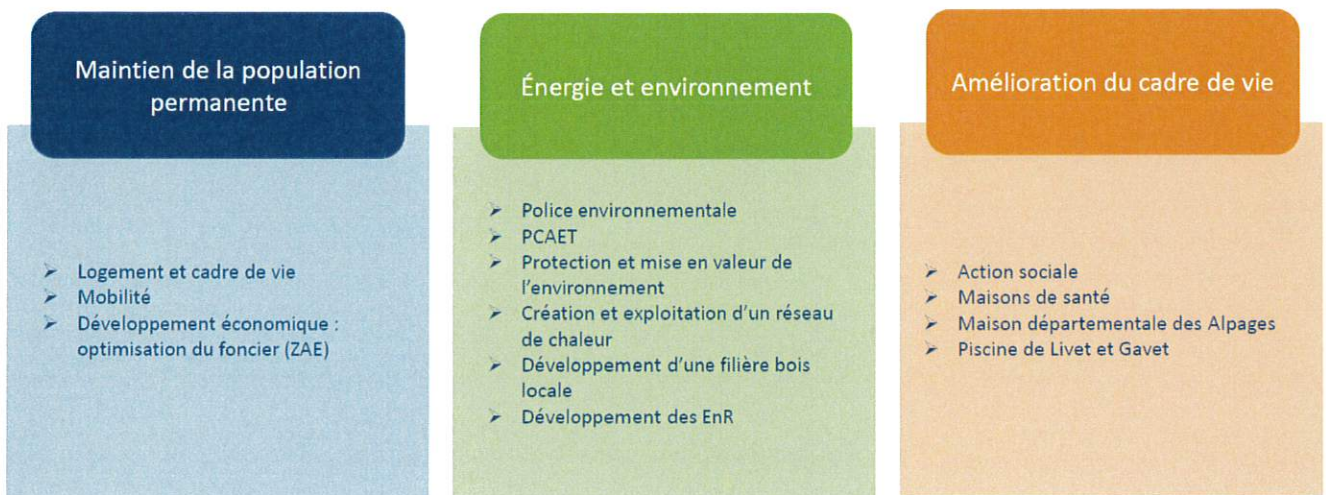 Maintien de la population
permanente
➢ Logement et cadre de vie
➢ Mobilité
➢ Développement économique :
optimisation du foncier (ZAE)
Énergie et environnement
➢ Police environnementale
➢ PCAET
➢ Protection et mise en valeur de
l'environnement
➢ Création et exploitation d'un réseau
de chaleur
➢ Développement d'une filière bois
locale
➢ Développement des EnR
Amélioration du cadre de vie
➢ Action sociale
➢ Maisons de santé
➢ Maison départementale des Alpages
➢ Piscine de Livet et Gavet